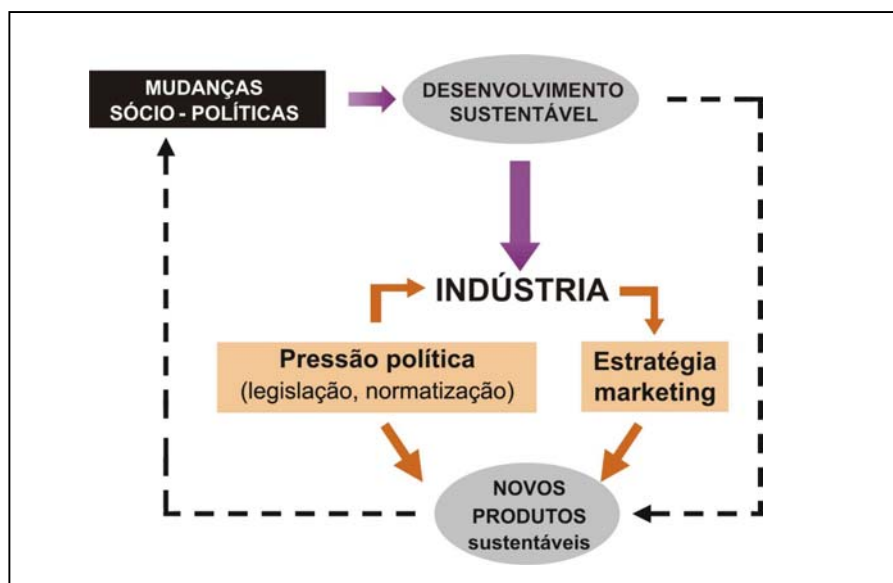 MUDANÇAS
SÓCIO - POLÍTICAS
DESENVOLVIMENTO
SUSTENTÁVEL
INDÚSTRIA
Pressão política
(legislação, normatização)
Estratégia
marketing
NOVOS
PRODUTOS
sustentáveis